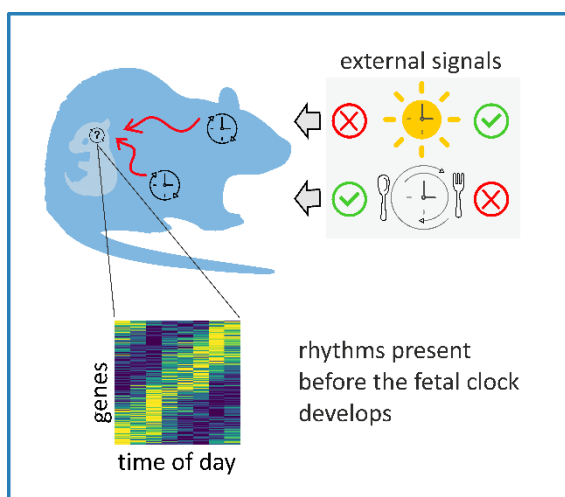 external signals
?
genes
time of day
rhythms present
before the fetal clock
develops